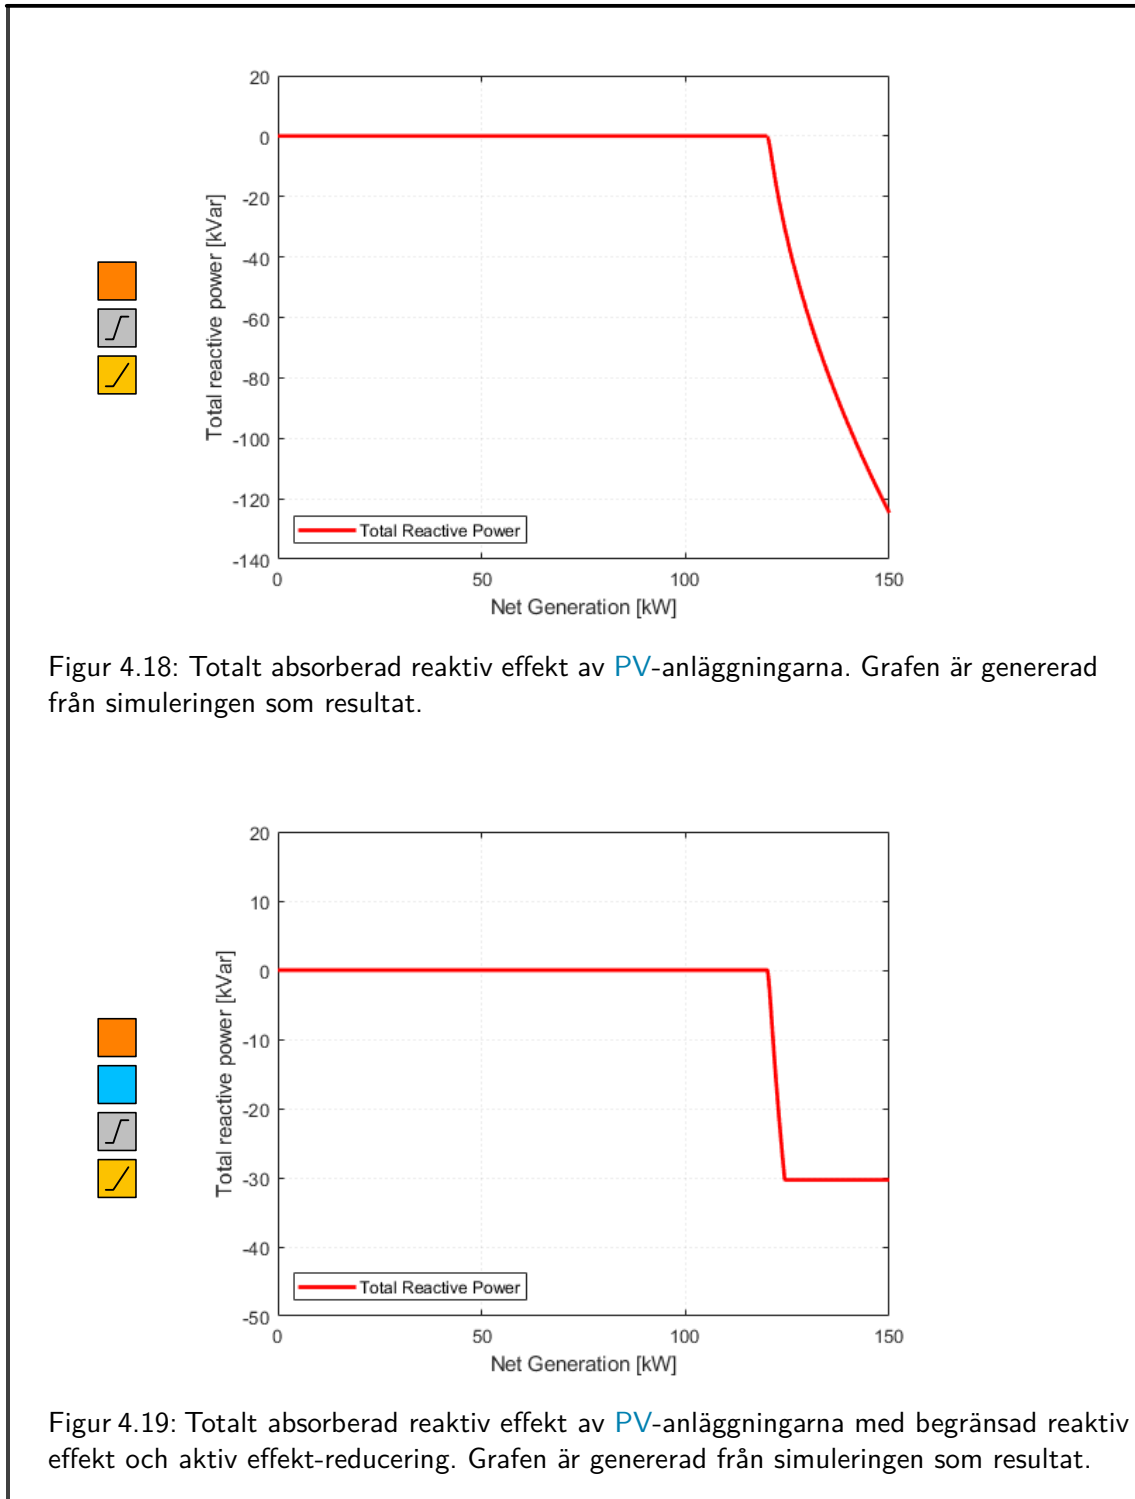 20
0
-20
-40
-60
-80
-100
-120
-140
Total reactive power [kVar]
Total Reactive Power
0 50 100 150
Net Generation [kW]
Figur 4.18: Totalt absorberad reaktiv effekt av PV-anläggningarna. Grafen är genererad
från simuleringen som resultat.
20
10
0
-10
-20
-30
-40
-50
Total reactive power [kVar]
Total Reactive Power
0 50 100 150
Net Generation [kW]
Figur 4.19: Totalt absorberad reaktiv effekt av PV-anläggningarna med begränsad reaktiv
effekt och aktiv effekt-reducering. Grafen är genererad från simuleringen som resultat.